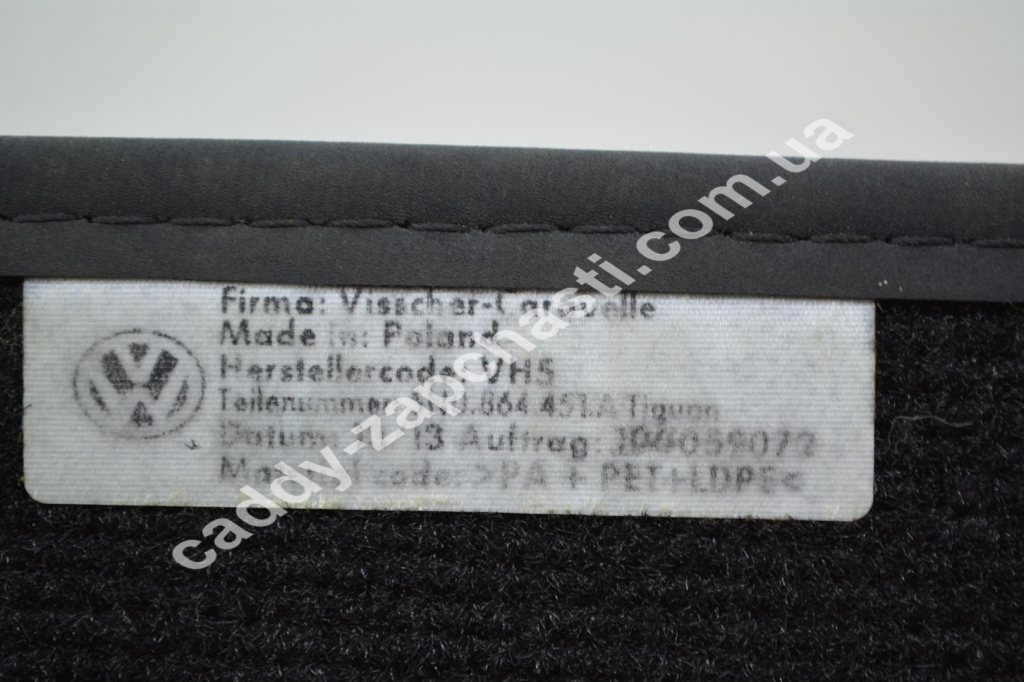 Firma: Visscher-Caravelle
Made in: Poland
Herstellercode: VHS
Teilenummer 864 451.A Tiguan
Datum: 13 Auftrag:
Material code: >PA + PET+LDPE<
caddy-zapchasti.com.ua